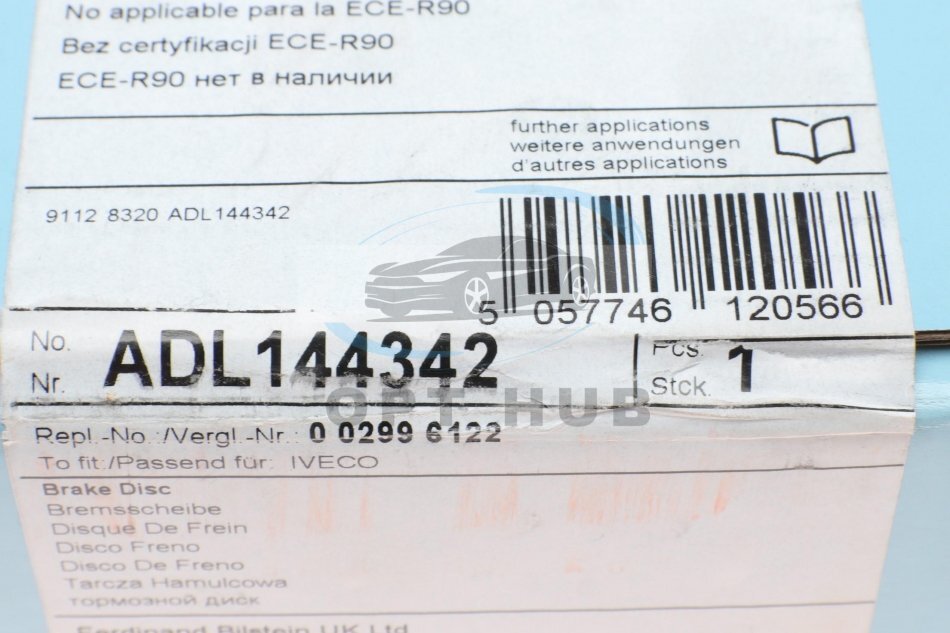 No applicable para la ECE-R90
Bez certyfikacji ECE-R90
ECE-R90 нет в наличии
further applications
weitere anwendungen
d'autres applications
9112 8320 ADL144342
5 057746 120566
No.
Nr.
ADL144342
Pcs.
Stck.
1
OPT HUB
Repl.-No.:/Vergl.-Nr.: 0 0299 6122
To fit:/Passend für: IVECO
Brake Disc
Bremsscheibe
Disque De Frein
Disco Freno
Disco De Freno
Tarcza Hamulcowa
тормозной диск
Ferdinand Bilstein UK Ltd